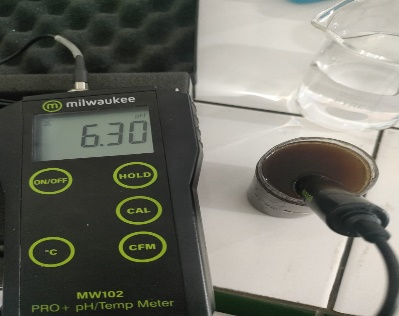 m milwaukee
pH
6.30
ON/OFF HOLD
CAL
°C CFM
MW102
PRO+ pH/Temp Meter